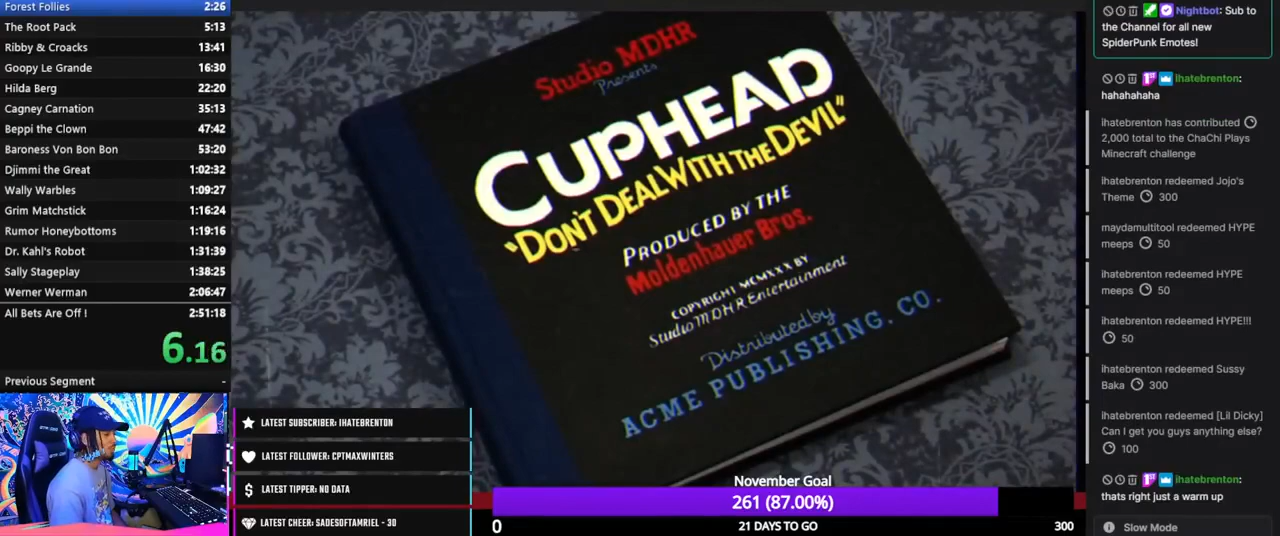 Forest Follies 2:26
The Root Pack 5:13
Ribby & Croacks 13:41
Goopy Le Grande 16:30
Hilda Berg 22:20
Cagney Carnation 35:13
Beppi the Clown 47:42
Baroness Von Bon Bon 53:20
Djimmi the Great 1:02:32
Wally Warbles 1:09:27
Grim Matchstick 1:16:24
Rumor Honeybottoms 1:19:16
Dr. Kahl's Robot 1:31:39
Sally Stageplay 1:38:25
Werner Werman 2:06:47
All Bets Are Off ! 2:51:18
6.16
Previous Segment -
Studio MDHR
Presents
CUPHEAD
"DON'T DEAL WITH THE DEVIL"
PRODUCED BY THE
Moldenhauer Bros.
COPYRIGHT MCMXXX BY
Studio MDHR Entertainment
Distributed by
ACME PUBLISHING. CO.
LATEST SUBSCRIBER: IHATEBRENTON
LATEST FOLLOWER: CPTMAXWINTERS
LATEST TIPPER: NO DATA
LATEST CHEER: SADESOFTAMRIEL - 30
November Goal
261 (87.00%)
0 21 DAYS TO GO 300
Nightbot: Sub to
the Channel for all new
SpiderPunk Emotes!
ihatebrenton:
hahahahaha
ihatebrenton has contributed
2,000 total to the ChaChi Plays
Minecraft challenge
ihatebrenton redeemed Jojo's
Theme 300
maydamultitool redeemed HYPE
meeps 50
ihatebrenton redeemed HYPE
meeps 50
ihatebrenton redeemed HYPE!!!
50
ihatebrenton redeemed Sussy
Baka 300
ihatebrenton redeemed [Lil Dicky]
Can I get you guys anything else?
100
ihatebrenton:
thats right just a warm up
Slow Mode